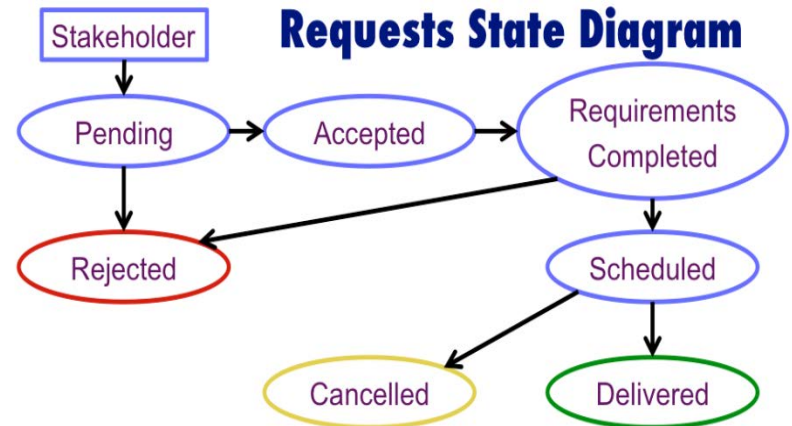 Stakeholder
Requests State Diagram
Pending
Accepted
Requirements
Completed
Rejected
Scheduled
Cancelled
Delivered